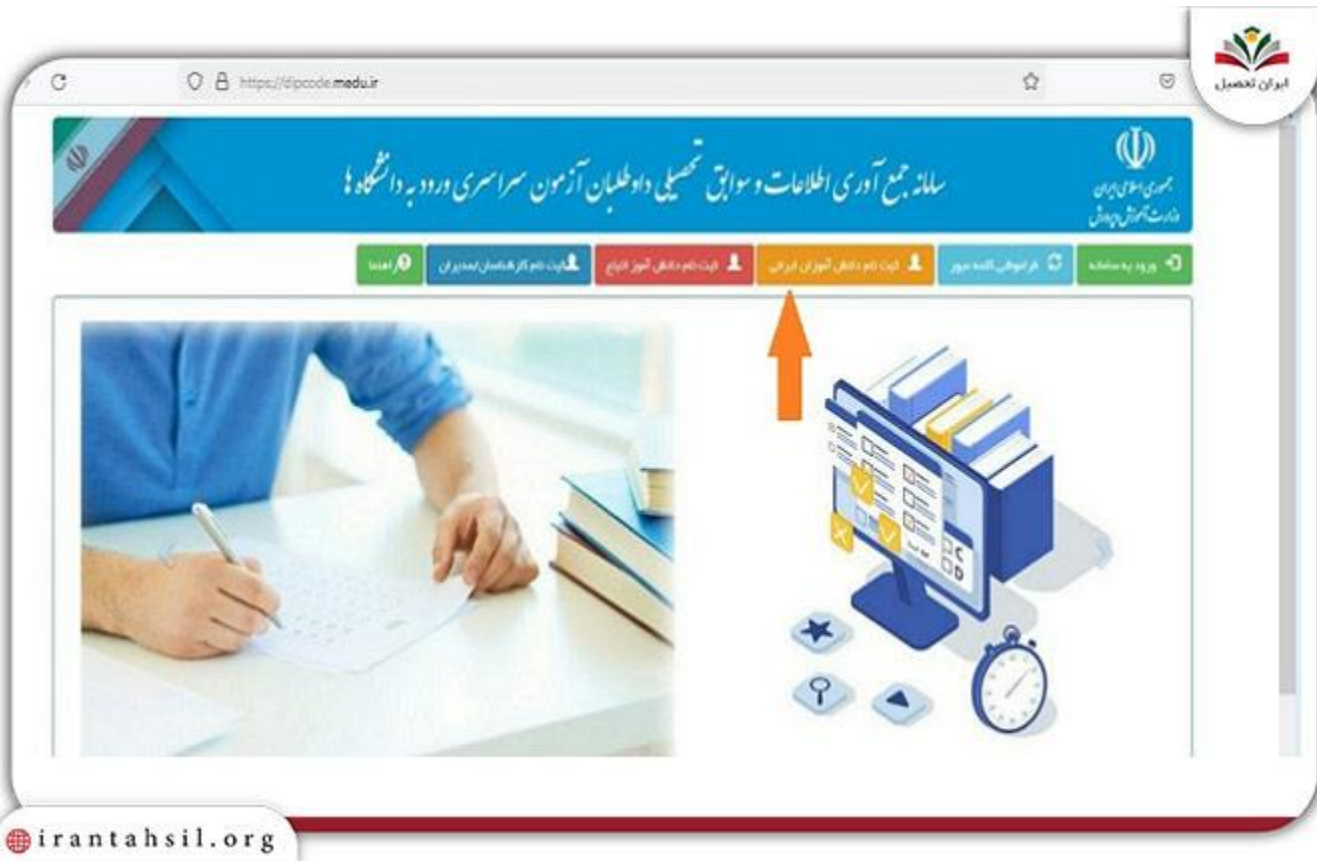 ایران تحصیل
https://dipcode.medu.ir
سامانه جمع آوری اطلاعات و سوابق تحصیلی داوطلبان آزمون سراسری ورود به دانشگاه ها
جمهوری اسلامی ایران
وزارت آموزش و پرورش
ورود به سامانه
فراموشی کلمه عبور
ثبت نام دانش آموزان ایرانی
ثبت نام دانش آموز اتباع
ثبت نام کارشناسان/مدیران
راهنما
C
D
irantahsil.org